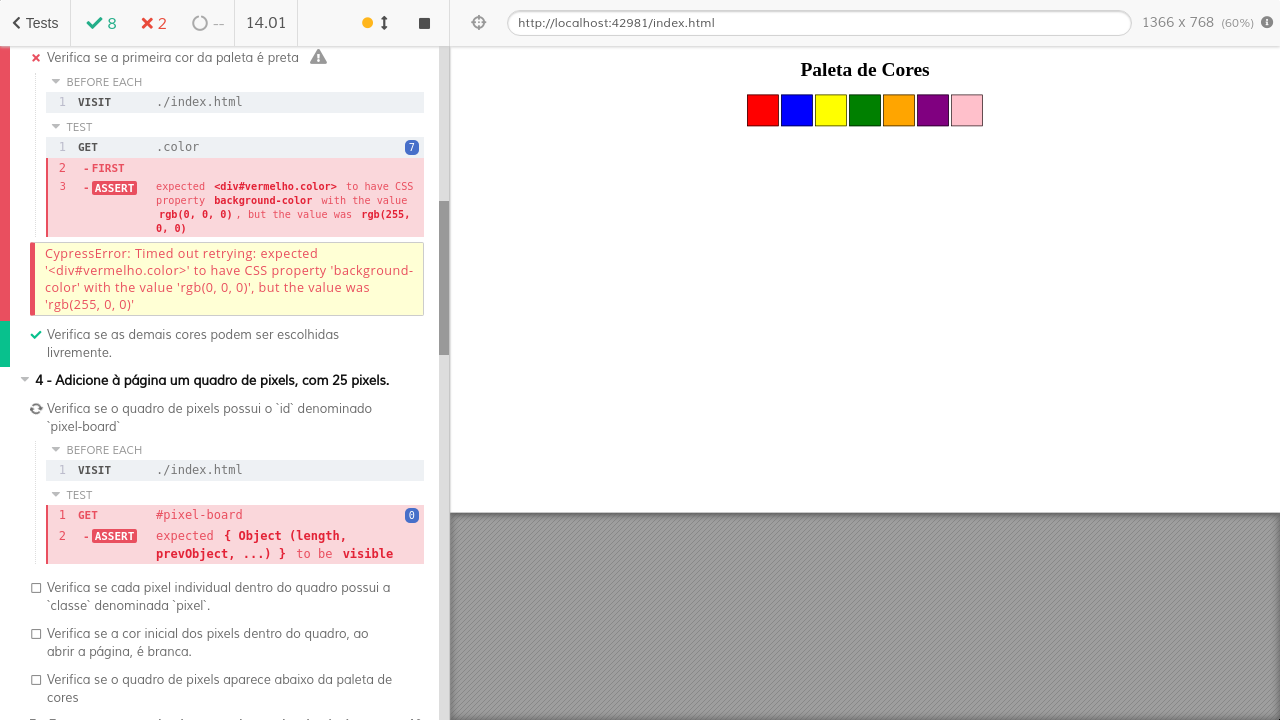 Tests 8 2 -- 14.01
http://localhost:42981/index.html
1366 x 768 (60%)
Verifica se a primeira cor da paleta é preta
BEFORE EACH
1 VISIT ./index.html
TEST
1 GET .color 7
2 - FIRST
3 - ASSERT expected <div#vermelho.color> to have CSS
property background-color with the value
rgb(0, 0, 0) , but the value was rgb(255,
0, 0)
CypressError: Timed out retrying: expected
'<div#vermelho.color>' to have CSS property 'background-
color' with the value 'rgb(0, 0, 0)', but the value was
'rgb(255, 0, 0)'
Verifica se as demais cores podem ser escolhidas
livremente.
4 - Adicione à página um quadro de pixels, com 25 pixels.
Verifica se o quadro de pixels possui o `id` denominado
`pixel-board`
BEFORE EACH
1 VISIT ./index.html
TEST
1 GET #pixel-board 0
2 - ASSERT expected { Object (length,
prevObject, ...) } to be visible
Verifica se cada pixel individual dentro do quadro possui a
`classe` denominada `pixel`.
Verifica se a cor inicial dos pixels dentro do quadro, ao
abrir a página, é branca.
Verifica se o quadro de pixels aparece abaixo da paleta de
cores
Paleta de Cores